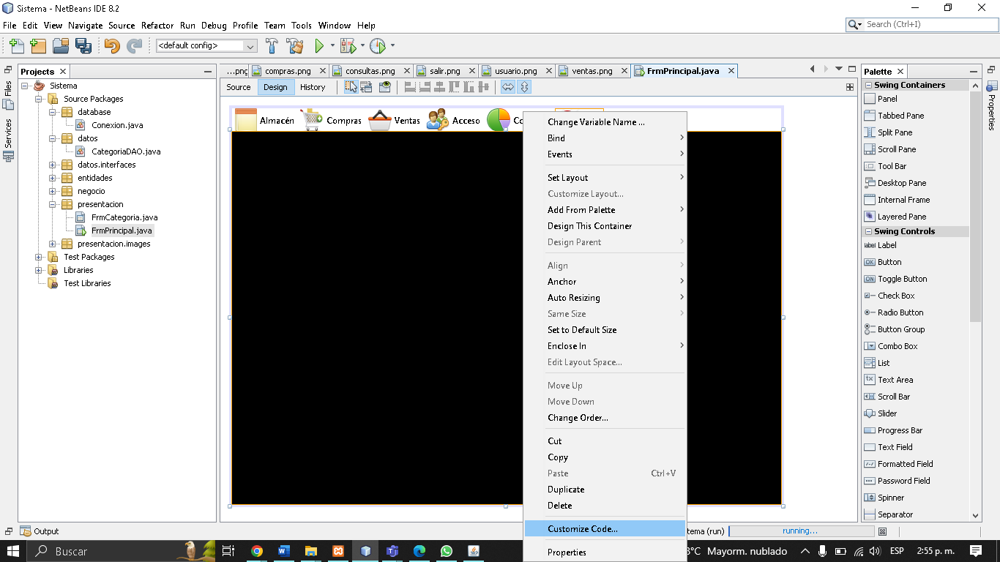 Sistema - NetBeans IDE 8.2
File Edit View Navigate Source Refactor Run Debug Profile Team Tools Window Help
Search (Ctrl+I)
<default config>
Projects
Files
Services
Sistema
Source Packages
database
Conexion.java
datos
CategoriaDAO.java
datos.interfaces
entidades
negocio
presentacion
FrmCategoria.java
FrmPrincipal.java
presentacion.images
Test Packages
Libraries
Test Libraries
...png compras.png consultas.png salir.png usuario.png ventas.png FrmPrincipal.java
Source Design History
Almacén Compras Ventas Acceso Co
Change Variable Name ...
Bind
Events
Set Layout
Customize Layout...
Add From Palette
Design This Container
Design Parent
Align
Anchor
Auto Resizing
Same Size
Set to Default Size
Enclose In
Edit Layout Space...
Move Up
Move Down
Change Order...
Cut
Copy
Paste Ctrl+V
Duplicate
Delete
Customize Code...
Properties
Palette
Swing Containers
Panel
Tabbed Pane
Split Pane
Scroll Pane
Tool Bar
Desktop Pane
Internal Frame
Layered Pane
Swing Controls
Label
Button
Toggle Button
Check Box
Radio Button
Button Group
Combo Box
List
Text Area
Scroll Bar
Slider
Progress Bar
Text Field
Formatted Field
Password Field
Spinner
Separator
Properties
Output
tema (run) running...
Buscar
3°C Mayorm. nublado ESP 2:55 p. m.